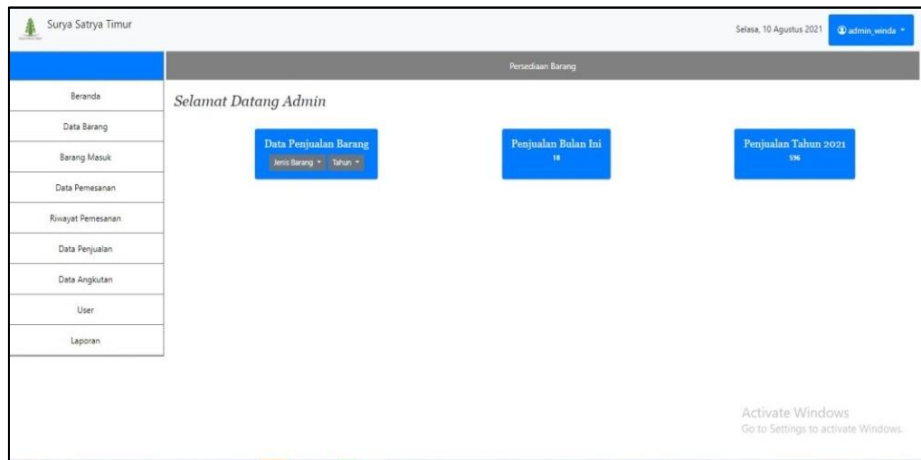 Surya Satrya Timur
Selasa, 10 Agustus 2021
admin_winda
Persediaan Barang
Beranda
Data Barang
Barang Masuk
Data Pemesanan
Riwayat Pemesanan
Data Penjualan
Data Angkutan
User
Laporan
Selamat Datang Admin
Data Penjualan Barang
Jenis Barang Tahun
Penjualan Bulan Ini
18
Penjualan Tahun 2021
596
Activate Windows
Go to Settings to activate Windows.